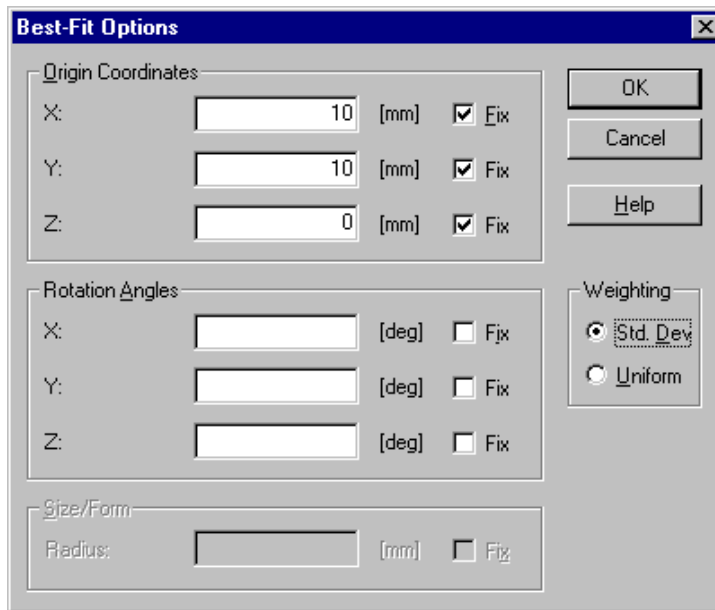 Best-Fit Options
Origin Coordinates
X: 10 [mm] Fix
Y: 10 [mm] Fix
Z: 0 [mm] Fix
OK
Cancel
Help
Rotation Angles
X: [deg] Fix
Y: [deg] Fix
Z: [deg] Fix
Weighting
Std. Dev
Uniform
Size/Form
Radius: [mm] Fix